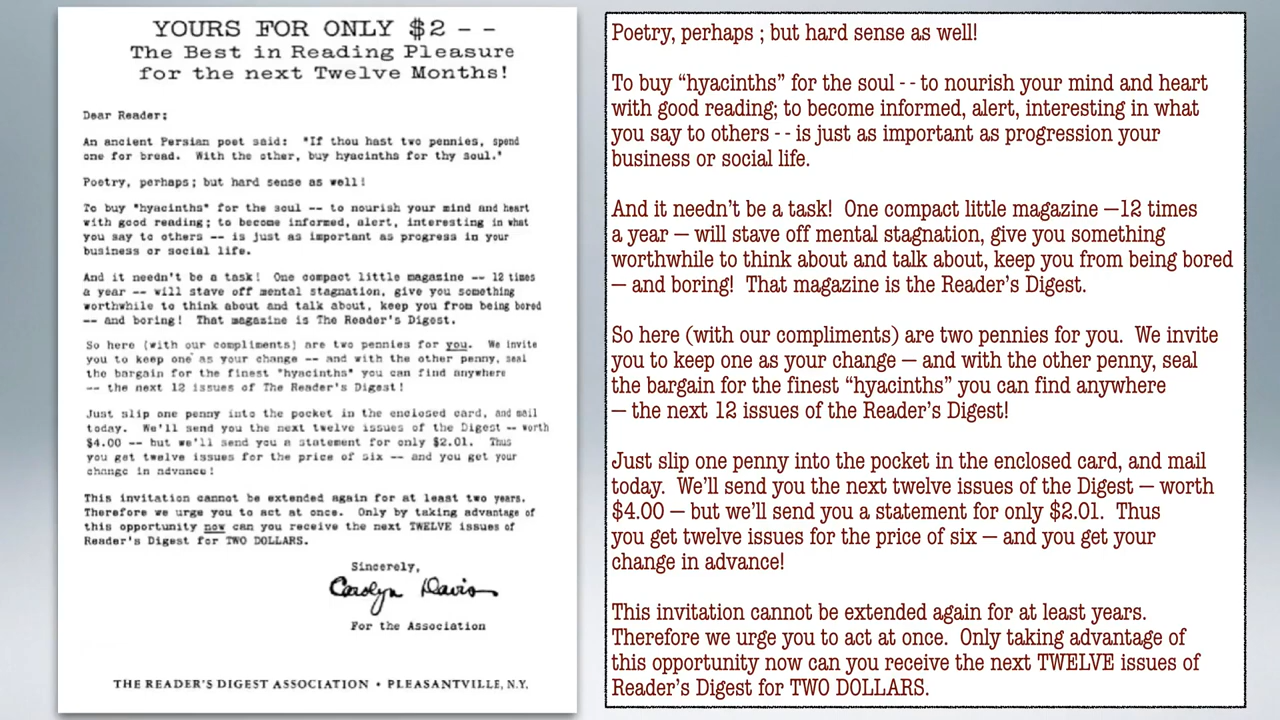 YOURS FOR ONLY $2 - -
The Best in Reading Pleasure
for the next Twelve Months!
Dear Reader:
An ancient Persian poet said: "If thou hast two pennies, spend
one for bread. With the other, buy hyacinths for thy soul."
Poetry, perhaps; but hard sense as well!
To buy "hyacinths" for the soul -- to nourish your mind and heart
with good reading; to become informed, alert, interesting in what
you say to others -- is just as important as progress in your
business or social life.
And it needn't be a task! One compact little magazine -- 12 times
a year -- will stave off mental stagnation, give you something
worthwhile to think about and talk about, keep you from being bored
-- and boring! That magazine is The Reader's Digest.
So here (with our compliments) are two pennies for you. We invite
you to keep one as your change -- and with the other penny, seal
the bargain for the finest "hyacinths" you can find anywhere
-- the next 12 issues of The Reader's Digest!
Just slip one penny into the pocket in the enclosed card, and mail
today. We'll send you the next twelve issues of the Digest -- worth
$4.00 -- but we'll send you a statement for only $2.01. Thus
you get twelve issues for the price of six -- and you get your
change in advance!
This invitation cannot be extended again for at least two years.
Therefore we urge you to act at once. Only by taking advantage of
this opportunity now can you receive the next TWELVE issues of
Reader's Digest for TWO DOLLARS.
Sincerely,
Carolyn Davis
For the Association
THE READER'S DIGEST ASSOCIATION • PLEASANTVILLE, N.Y.
Poetry, perhaps ; but hard sense as well!
To buy “hyacinths” for the soul - - to nourish your mind and heart
with good reading; to become informed, alert, interesting in what
you say to others - - is just as important as progression your
business or social life.
And it needn’t be a task! One compact little magazine —12 times
a year — will stave off mental stagnation, give you something
worthwhile to think about and talk about, keep you from being bored
— and boring! That magazine is the Reader’s Digest.
So here (with our compliments) are two pennies for you. We invite
you to keep one as your change — and with the other penny, seal
the bargain for the finest “hyacinths” you can find anywhere
— the next 12 issues of the Reader’s Digest!
Just slip one penny into the pocket in the enclosed card, and mail
today. We’ll send you the next twelve issues of the Digest — worth
$4.00 — but we’ll send you a statement for only $2.01. Thus
you get twelve issues for the price of six — and you get your
change in advance!
This invitation cannot be extended again for at least years.
Therefore we urge you to act at once. Only taking advantage of
this opportunity now can you receive the next TWELVE issues of
Reader’s Digest for TWO DOLLARS.